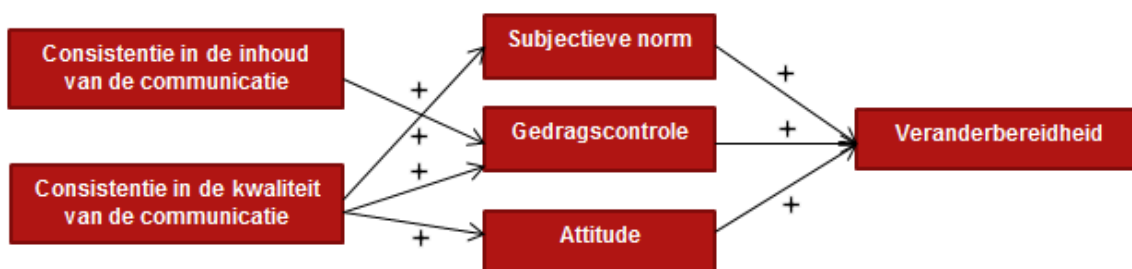 Consistentie in de inhoud
van de communicatie
Consistentie in de kwaliteit
van de communicatie
+
+
+
+
Subjectieve norm
Gedragscontrole
Attitude
+
+
+
Veranderbereidheid